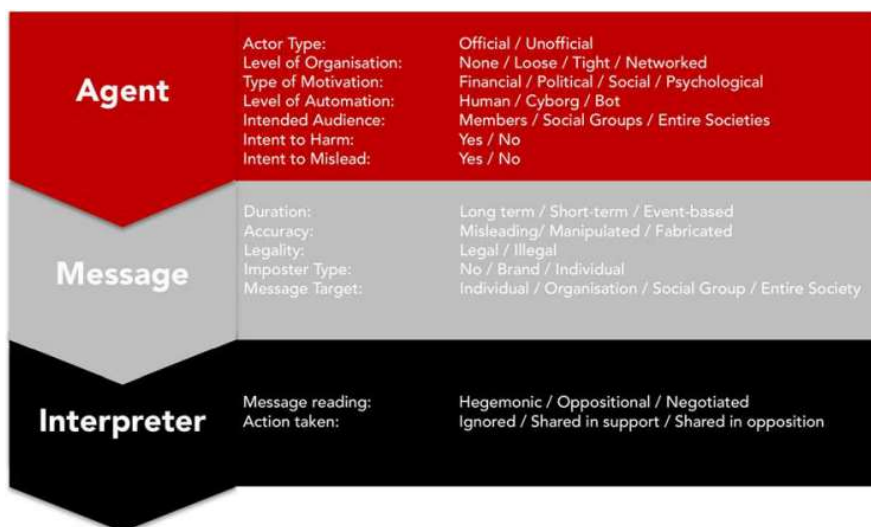 Agent
Actor Type: Official / Unofficial
Level of Organisation: None / Loose / Tight / Networked
Type of Motivation: Financial / Political / Social / Psychological
Level of Automation: Human / Cyborg / Bot
Intended Audience: Members / Social Groups / Entire Societies
Intent to Harm: Yes / No
Intent to Mislead: Yes / No
Message
Duration: Long term / Short-term / Event-based
Accuracy: Misleading/ Manipulated / Fabricated
Legality: Legal / Illegal
Imposter Type: No / Brand / Individual
Message Target: Individual / Organisation / Social Group / Entire Society
Interpreter
Message reading: Hegemonic / Oppositional / Negotiated
Action taken: Ignored / Shared in support / Shared in opposition